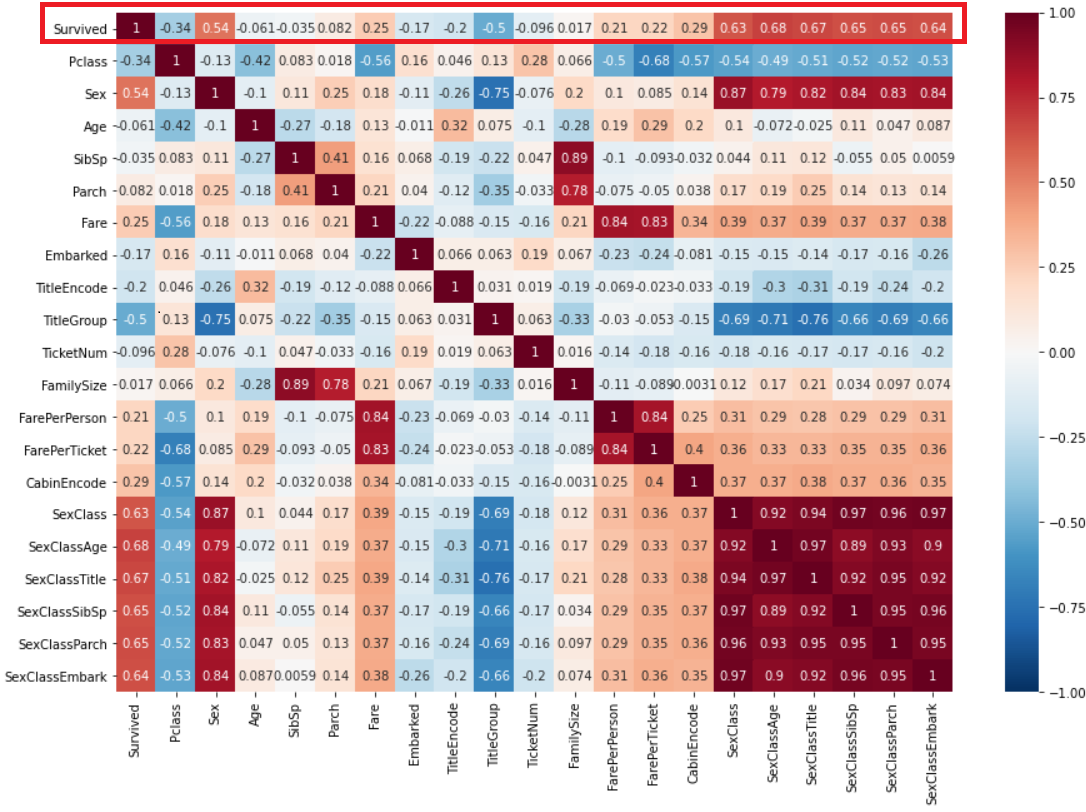 Survived 1 -0.34 0.54 -0.061 -0.035 0.082 0.25 -0.17 -0.2 -0.5 -0.096 0.017 0.21 0.22 0.29 0.63 0.68 0.67 0.65 0.65 0.64
Pclass -0.34 1 -0.13 -0.42 0.083 0.018 -0.56 0.16 0.046 0.13 0.28 0.066 -0.5 -0.68 -0.57 -0.54 -0.49 -0.51 -0.52 -0.52 -0.53
Sex 0.54 -0.13 1 -0.1 0.11 0.25 0.18 -0.11 -0.26 -0.75 -0.076 0.2 0.1 0.085 0.14 0.87 0.79 0.82 0.84 0.83 0.84
Age -0.061 -0.42 -0.1 1 -0.27 -0.18 0.13 -0.011 0.32 0.075 -0.1 -0.28 0.19 0.29 0.2 0.1 -0.072 -0.025 0.11 0.047 0.087
SibSp -0.035 0.083 0.11 -0.27 1 0.41 0.16 0.068 -0.19 -0.22 0.047 0.89 -0.1 -0.093 -0.032 0.044 0.11 0.12 -0.055 0.05 0.0059
Parch 0.082 0.018 0.25 -0.18 0.41 1 0.21 0.04 -0.12 -0.35 -0.033 0.78 -0.075 -0.05 0.038 0.17 0.19 0.25 0.14 0.13 0.14
Fare 0.25 -0.56 0.18 0.13 0.16 0.21 1 -0.22 -0.088 -0.15 -0.16 0.21 0.84 0.83 0.34 0.39 0.37 0.39 0.37 0.37 0.38
Embarked -0.17 0.16 -0.11 -0.011 0.068 0.04 -0.22 1 0.066 0.063 0.19 0.067 -0.23 -0.24 -0.081 -0.15 -0.15 -0.14 -0.17 -0.16 -0.26
TitleEncode -0.2 0.046 -0.26 0.32 -0.19 -0.12 -0.088 0.066 1 0.031 0.019 -0.19 -0.069 -0.023 -0.033 -0.19 -0.3 -0.31 -0.19 -0.24 -0.2
TitleGroup -0.5 0.13 -0.75 0.075 -0.22 -0.35 -0.15 0.063 0.031 1 0.063 -0.33 -0.03 -0.053 -0.15 -0.69 -0.71 -0.76 -0.66 -0.69 -0.66
TicketNum -0.096 0.28 -0.076 -0.1 0.047 -0.033 -0.16 0.19 0.019 0.063 1 0.016 -0.14 -0.18 -0.16 -0.18 -0.16 -0.17 -0.17 -0.16 -0.2
FamilySize 0.017 0.066 0.2 -0.28 0.89 0.78 0.21 0.067 -0.19 -0.33 0.016 1 -0.11 -0.089 -0.0031 0.12 0.17 0.21 0.034 0.097 0.074
FarePerPerson 0.21 -0.5 0.1 0.19 -0.1 -0.075 0.84 -0.23 -0.069 -0.03 -0.14 -0.11 1 0.84 0.25 0.31 0.29 0.28 0.29 0.29 0.31
FarePerTicket 0.22 -0.68 0.085 0.29 -0.093 -0.05 0.83 -0.24 -0.023 -0.053 -0.18 -0.089 0.84 1 0.4 0.36 0.33 0.33 0.35 0.35 0.36
CabinEncode 0.29 -0.57 0.14 0.2 -0.032 0.038 0.34 -0.081 -0.033 -0.15 -0.16 -0.0031 0.25 0.4 1 0.37 0.37 0.38 0.37 0.36 0.35
SexClass 0.63 -0.54 0.87 0.1 0.044 0.17 0.39 -0.15 -0.19 -0.69 -0.18 0.12 0.31 0.36 0.37 1 0.92 0.94 0.97 0.96 0.97
SexClassAge 0.68 -0.49 0.79 -0.072 0.11 0.19 0.37 -0.15 -0.3 -0.71 -0.16 0.17 0.29 0.33 0.37 0.92 1 0.97 0.89 0.93 0.9
SexClassTitle 0.67 -0.51 0.82 -0.025 0.12 0.25 0.39 -0.14 -0.31 -0.76 -0.17 0.21 0.28 0.33 0.38 0.94 0.97 1 0.92 0.95 0.92
SexClassSibSp 0.65 -0.52 0.84 0.11 -0.055 0.14 0.37 -0.17 -0.19 -0.66 -0.17 0.034 0.29 0.35 0.37 0.97 0.89 0.92 1 0.95 0.96
SexClassParch 0.65 -0.52 0.83 0.047 0.05 0.13 0.37 -0.16 -0.24 -0.69 -0.16 0.097 0.29 0.35 0.36 0.96 0.93 0.95 0.95 1 0.95
SexClassEmbark 0.64 -0.53 0.84 0.087 0.0059 0.14 0.38 -0.26 -0.2 -0.66 -0.2 0.074 0.31 0.36 0.35 0.97 0.9 0.92 0.96 0.95 1
Survived
Pclass
Sex
Age
SibSp
Parch
Fare
Embarked
TitleEncode
TitleGroup
TicketNum
FamilySize
FarePerPerson
FarePerTicket
CabinEncode
SexClass
SexClassAge
SexClassTitle
SexClassSibSp
SexClassParch
SexClassEmbark
1.00
0.75
0.50
0.25
0.00
−0.25
−0.50
−0.75
−1.00